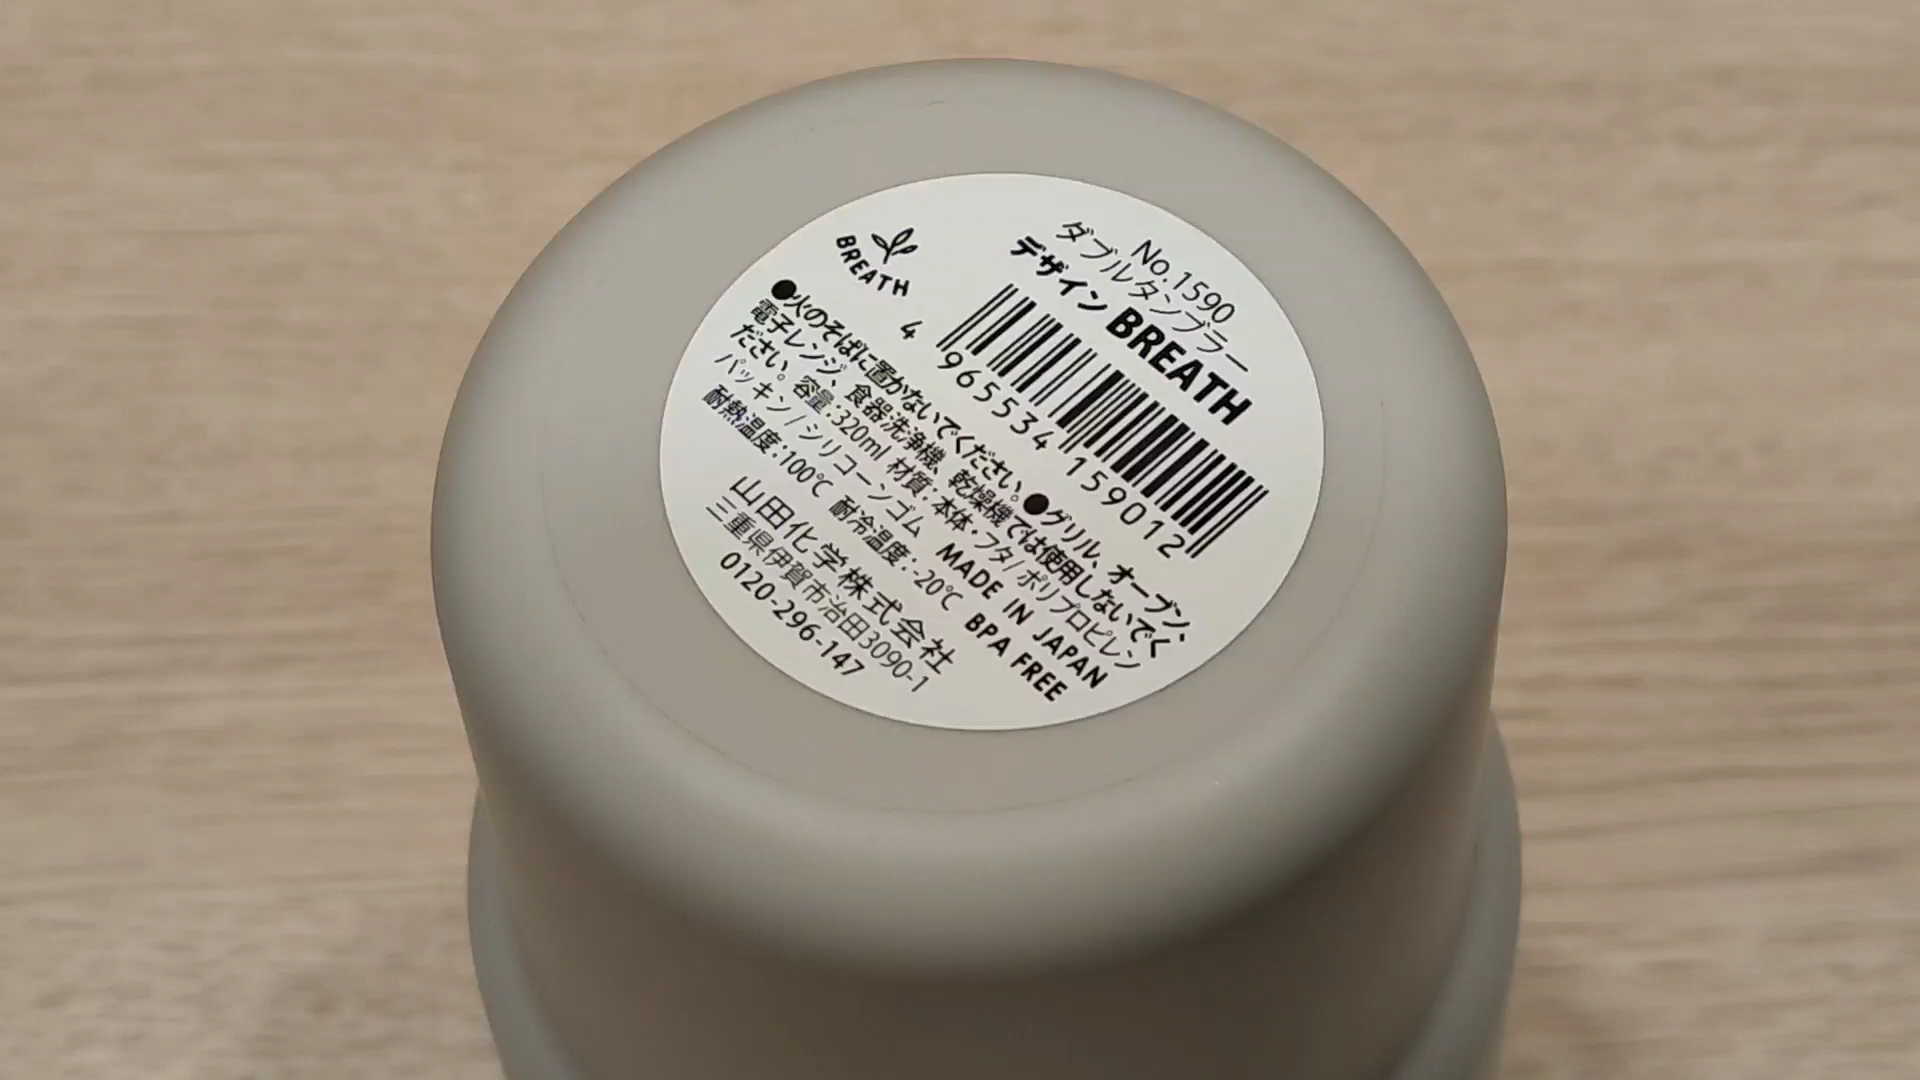 No.1590
ダブルタンブラー
デザイン BREATH
BREATH
4 965534 159012
●火のそばに置かないでください。●グリル、オーブン、
電子レンジ、食器洗浄機、乾燥機では使用しないでく
ださい。容量:320ml 材質:本体・フタ/ポリプロピレン
パッキン/シリコーンゴム MADE IN JAPAN
耐熱温度:100℃ 耐冷温度:-20℃ BPA FREE
山田化学株式会社
三重県伊賀市治田3090-1
0120-296-147